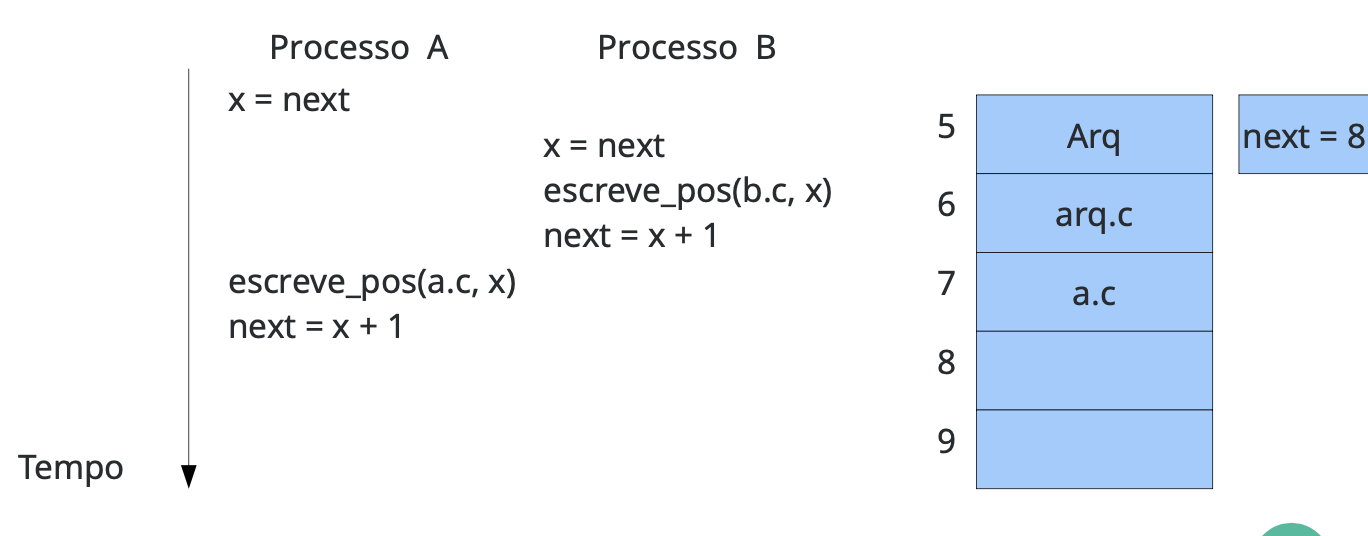 Processo A
Processo B
x = next
x = next
escreve_pos(b.c, x)
next = x + 1
escreve_pos(a.c, x)
next = x + 1
Tempo
5
Arq
next = 8
6
arq.c
7
a.c
8
9